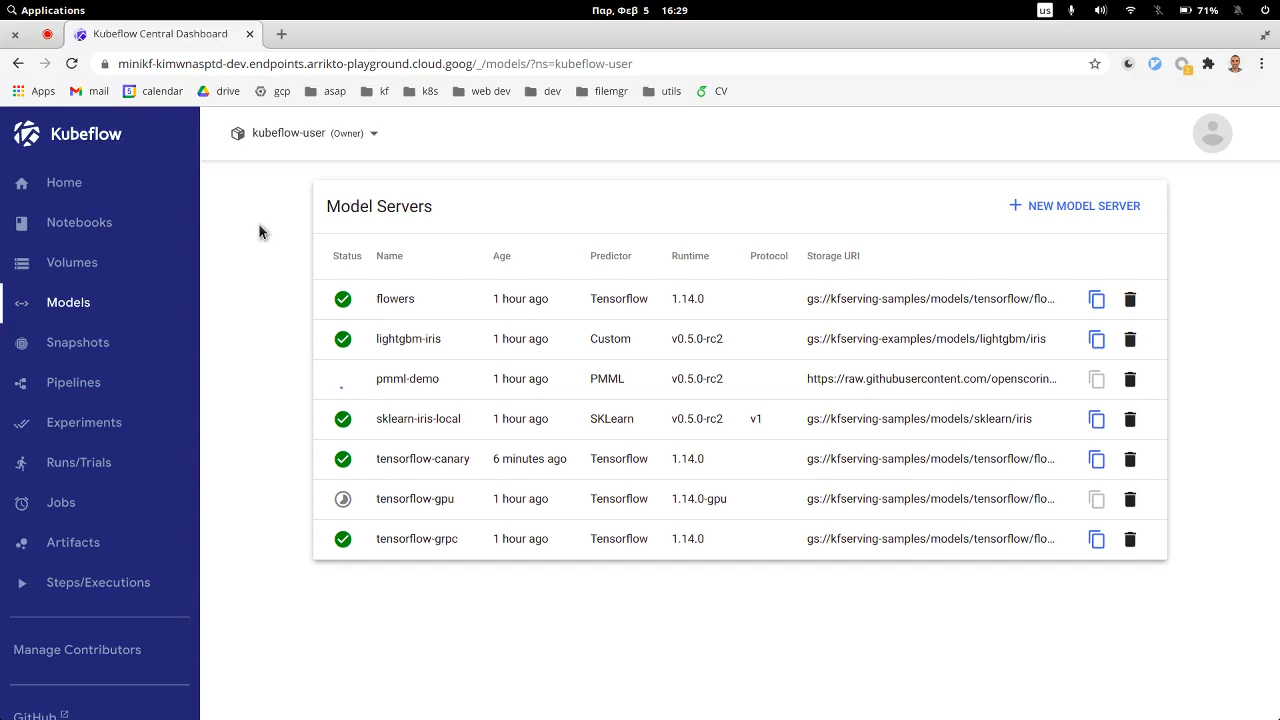 Applications
Παρ, Φεβ 5 16:29
us
71%
Kubeflow Central Dashboard
minikf-kimwnasptd-dev.endpoints.arrikto-playground.cloud.goog/_/models/?ns=kubeflow-user
2
Apps mail calendar drive gcp asap kf k8s web dev dev filemgr utils CV
Kubeflow
kubeflow-user (Owner)
Home
Notebooks
Volumes
Models
Snapshots
Pipelines
Experiments
Runs/Trials
Jobs
Artifacts
Steps/Executions
Manage Contributors
GitHub
Model Servers
NEW MODEL SERVER
Status Name Age Predictor Runtime Protocol Storage URI
flowers 1 hour ago Tensorflow 1.14.0 gs://kfserving-samples/models/tensorflow/flo...
lightgbm-iris 1 hour ago Custom v0.5.0-rc2 gs://kfserving-examples/models/lightgbm/iris
pmml-demo 1 hour ago PMML v0.5.0-rc2 https://raw.githubusercontent.com/openscorin...
sklearn-iris-local 1 hour ago SKLearn v0.5.0-rc2 v1 gs://kfserving-samples/models/sklearn/iris
tensorflow-canary 6 minutes ago Tensorflow 1.14.0 gs://kfserving-samples/models/tensorflow/flo...
tensorflow-gpu 1 hour ago Tensorflow 1.14.0-gpu gs://kfserving-samples/models/tensorflow/flo...
tensorflow-grpc 1 hour ago Tensorflow 1.14.0 gs://kfserving-samples/models/tensorflow/flo...